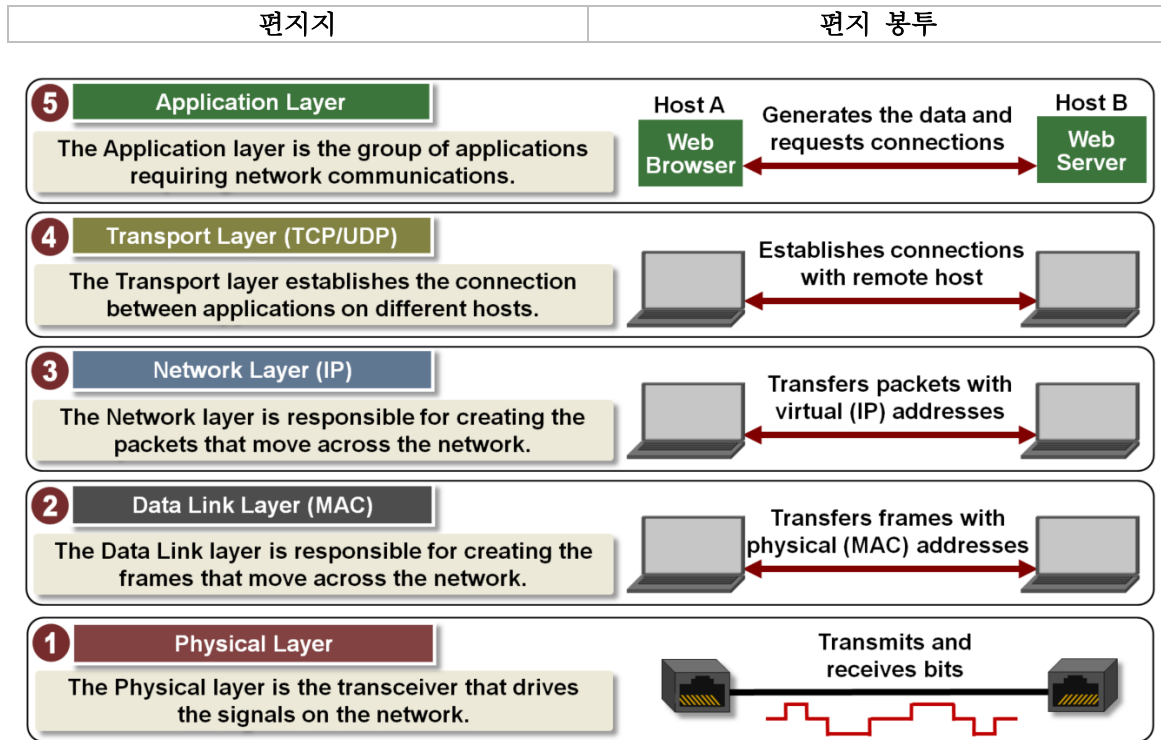 편지지
편지 봉투
5
Application Layer
The Application layer is the group of applications
requiring network communications.
Host A
Web
Browser
Generates the data and
requests connections
Host B
Web
Server
4
Transport Layer (TCP/UDP)
The Transport layer establishes the connection
between applications on different hosts.
Establishes connections
with remote host
3
Network Layer (IP)
The Network layer is responsible for creating the
packets that move across the network.
Transfers packets with
virtual (IP) addresses
2
Data Link Layer (MAC)
The Data Link layer is responsible for creating the
frames that move across the network.
Transfers frames with
physical (MAC) addresses
1
Physical Layer
The Physical layer is the transceiver that drives
the signals on the network.
Transmits and
receives bits